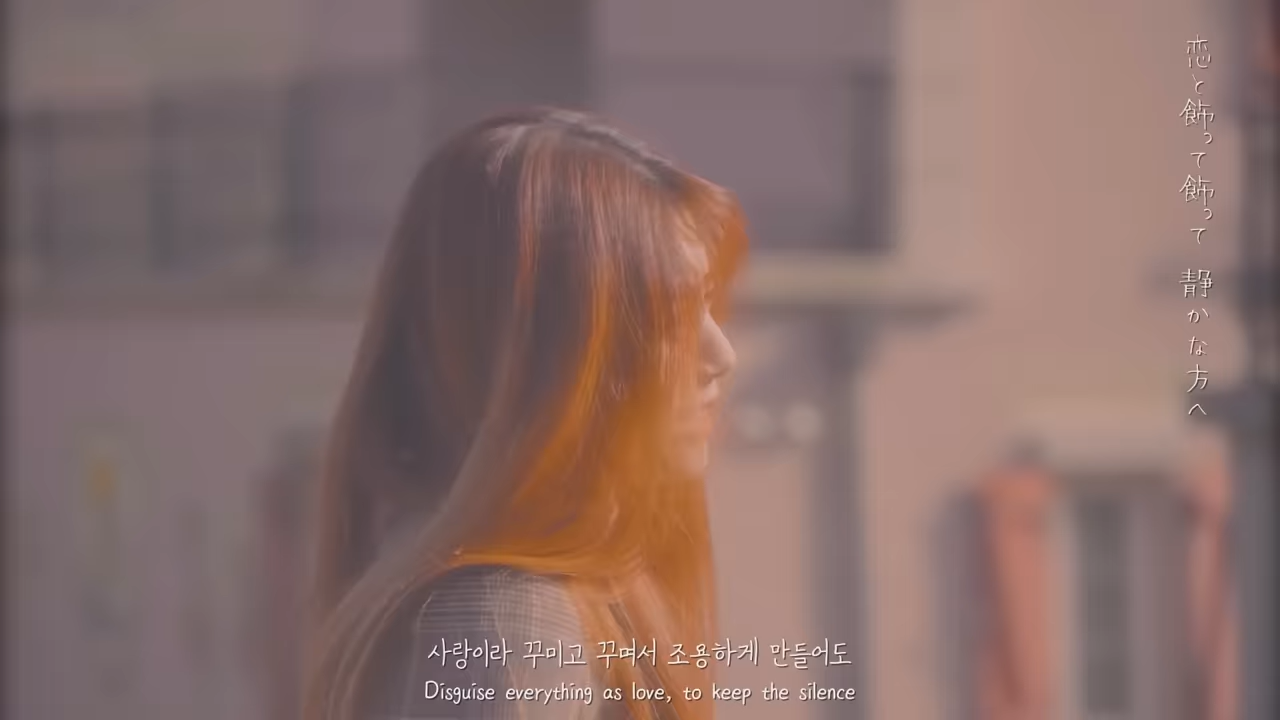 恋と飾って飾って 静かな方へ
사랑이라 꾸미고 꾸며서 조용하게 만들어도
Disguise everything as love, to keep the silence